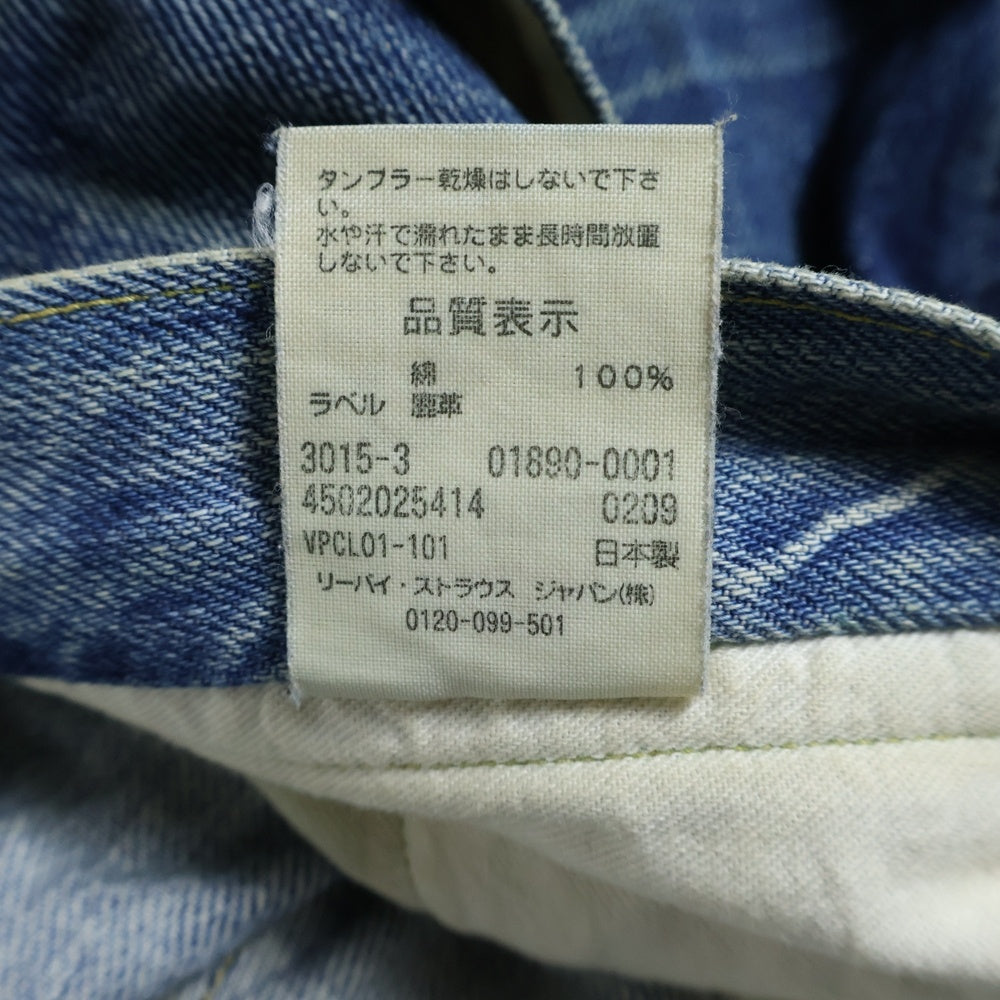 タンブラー乾燥はしないで下さ
い。
水や汗で濡れたまま長時間放置
しないで下さい。
品質表示
綿 100%
ラベル 鹿革
3015-3 01890-0001
4502025414 0209
VPCL01-101 日本製
リーバイ・ストラウス ジャパン(株)
0120-099-501